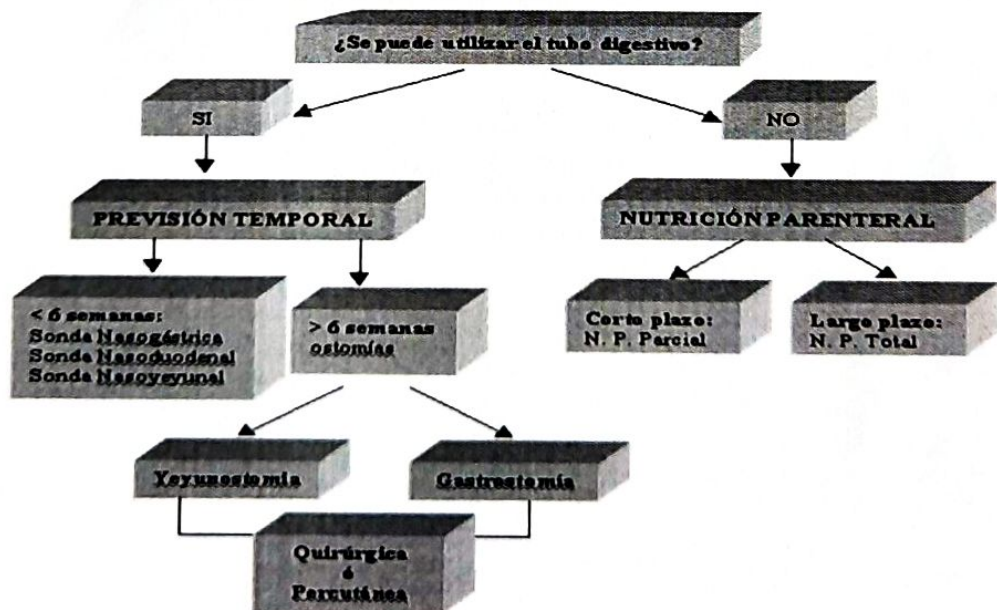 ¿Se puede utilizar el tubo digestivo?
SI
NO
PREVISIÓN TEMPORAL
NUTRICIÓN PARENTERAL
< 6 semanas:
Sonda Nasogástrica
Sonda Nasoduodenal
Sonda Nasoyeyunal
> 6 semanas
ostomías
Corto plazo:
N. P. Parcial
Largo plazo:
N. P. Total
Yeyunostomía
Gastrostomía
Quirúrgica
ó
Percutánea